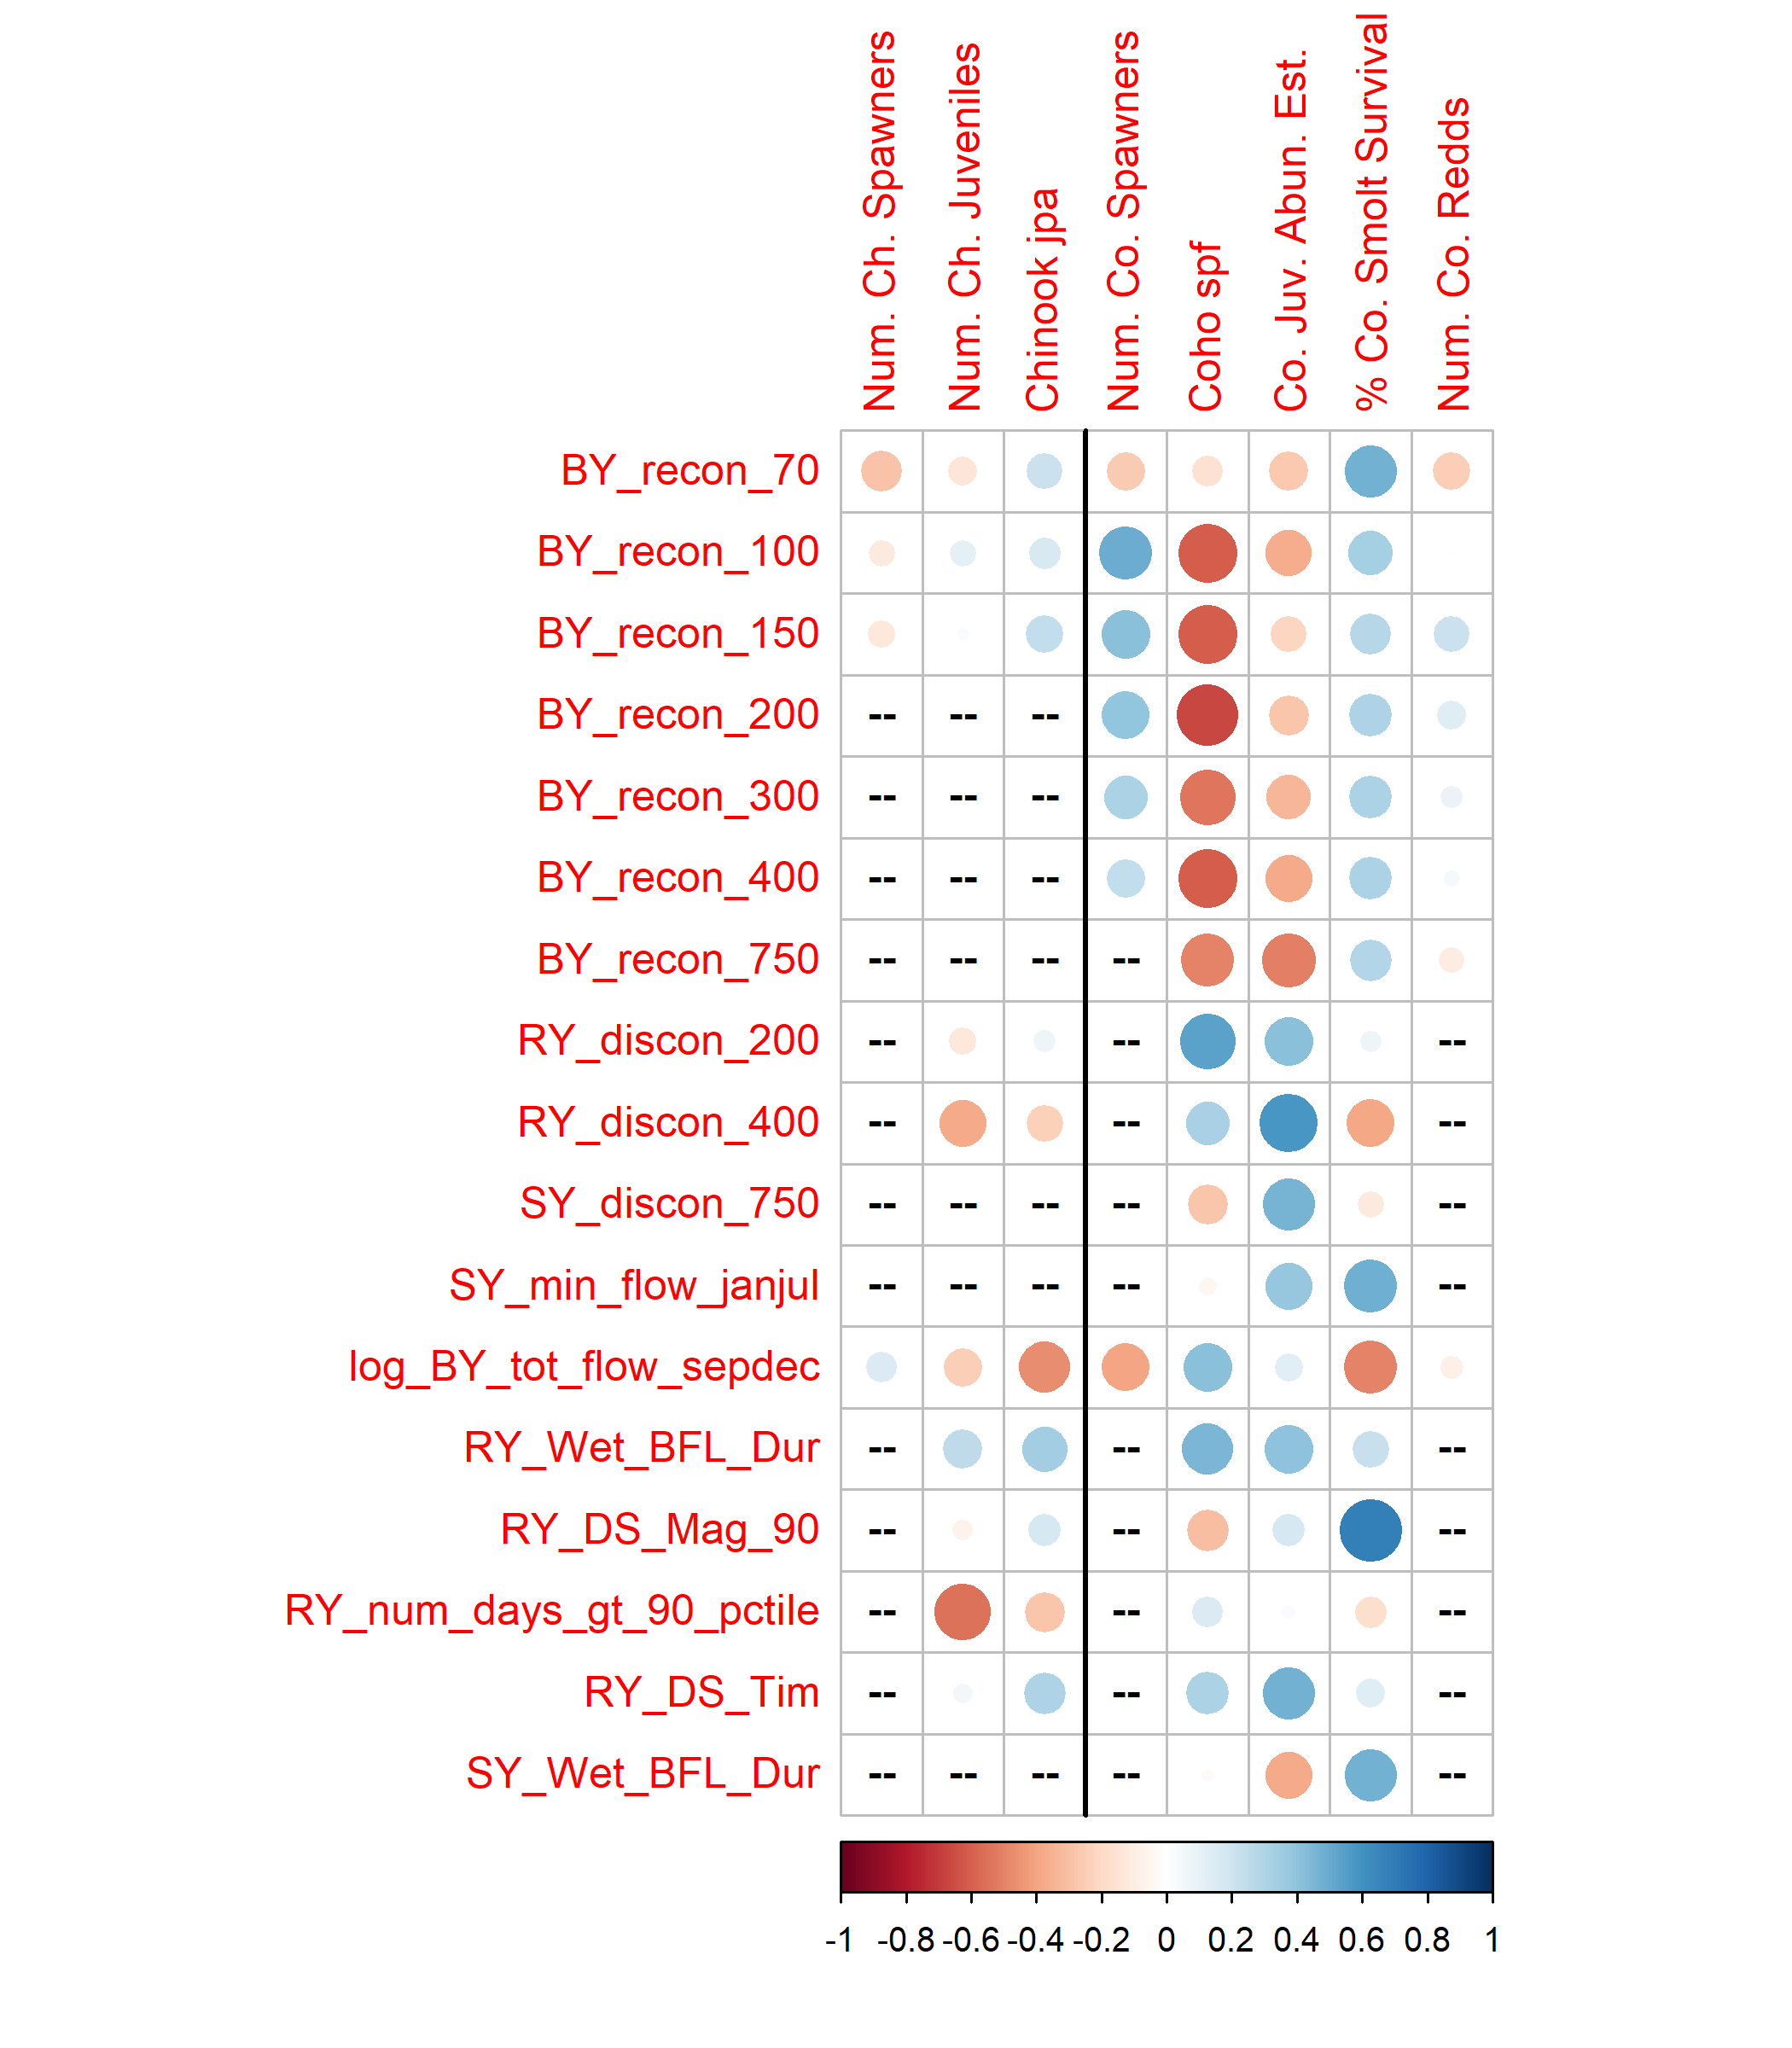 Num. Ch. Spawners
Num. Ch. Juveniles
Chinook jpa
Num. Co. Spawners
Coho spf
Co. Juv. Abun. Est.
% Co. Smolt Survival
Num. Co. Redds
BY_recon_70
BY_recon_100
BY_recon_150
BY_recon_200 -- -- --
BY_recon_300 -- -- --
BY_recon_400 -- -- --
BY_recon_750 -- -- -- --
RY_discon_200 -- -- --
RY_discon_400 -- -- --
SY_discon_750 -- -- -- -- --
SY_min_flow_janjul -- -- -- -- --
log_BY_tot_flow_sepdec
RY_Wet_BFL_Dur -- -- --
RY_DS_Mag_90 -- -- --
RY_num_days_gt_90_pctile -- -- --
RY_DS_Tim -- -- --
SY_Wet_BFL_Dur -- -- -- -- --
-1 -0.8 -0.6 -0.4 -0.2 0 0.2 0.4 0.6 0.8 1